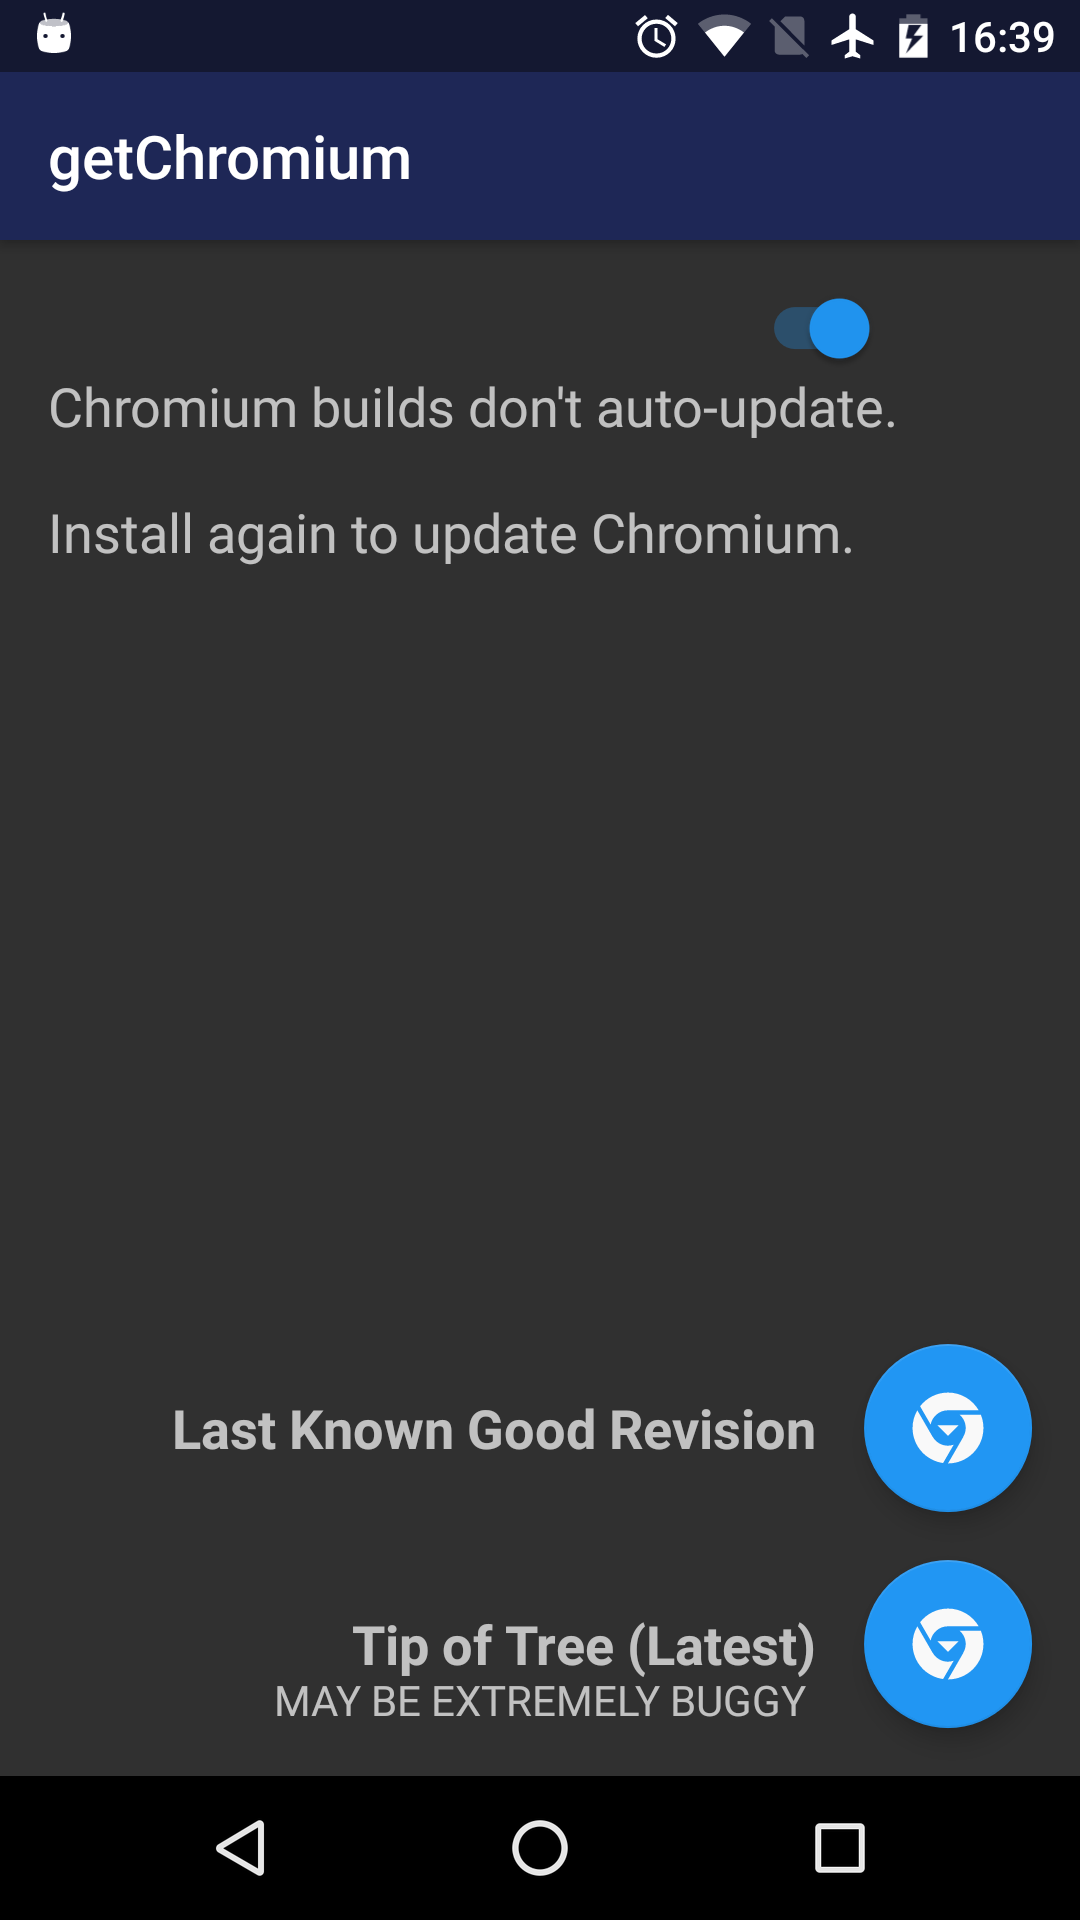 16:39
getChromium
Chromium builds don't auto-update.
Install again to update Chromium.
Last Known Good Revision
Tip of Tree (Latest)
MAY BE EXTREMELY BUGGY